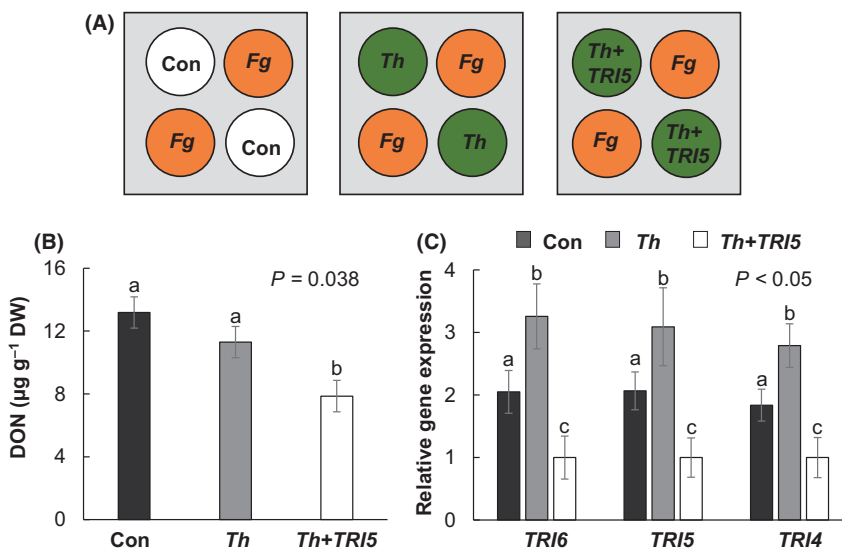 (A)
Con Fg
Fg Con
Th Fg
Fg Th
Th+
TRI5
Fg
Fg
Th+
TRI5
(B)
P = 0.038
DON (µg g⁻¹ DW)
16
12
8
4
0
a
a
b
Con Th Th+TRI5
(C)
Con Th Th+TRI5
P < 0.05
Relative gene expression
4
3
2
1
0
a b c
a b c
a b c
TRI6 TRI5 TRI4